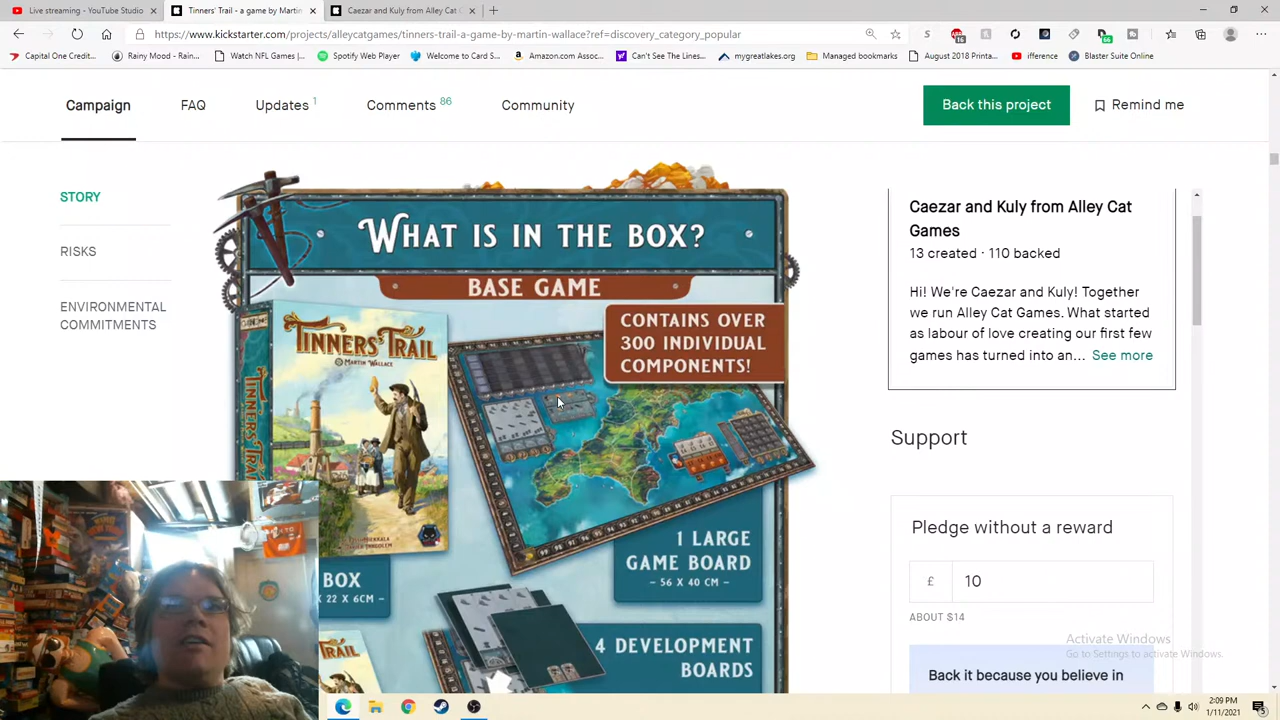 Live streaming - YouTube Studio
Tinners' Trail - a game by Martin
Caezar and Kuly from Alley Cat
https://www.kickstarter.com/projects/alleycatgames/tinners-trail-a-game-by-martin-wallace?ref=discovery_category_popular
Capital One Credit...
Rainy Mood - Rain...
Watch NJL Games |...
Spotify Web Player
Welcome to Card S...
Amazon.com Assoc...
Can't See The Lines...
mygreatlakes.org
Managed bookmarks
August 2018 Printa...
ifference
Blaster Suite Online
Campaign
FAQ
Updates 1
Comments 86
Community
Back this project
Remind me
STORY
RISKS
ENVIRONMENTAL
COMMITMENTS
WHAT IS IN THE BOX?
BASE GAME
CONTAINS OVER
300 INDIVIDUAL
COMPONENTS!
TINNERS' TRAIL
MARTIN WALLACE
1 LARGE
GAME BOARD
– 56 X 40 CM –
BOX
X 22 X 6CM –
4 DEVELOPMENT
BOARDS
Caezar and Kuly from Alley Cat
Games
13 created · 110 backed
Hi! We're Caezar and Kuly! Together
we run Alley Cat Games. What started
as labour of love creating our first few
games has turned into an... See more
Support
Pledge without a reward
£ 10
ABOUT $14
Back it because you believe in
Activate Windows
Go to Settings to activate Windows.
2:09 PM
1/11/2021